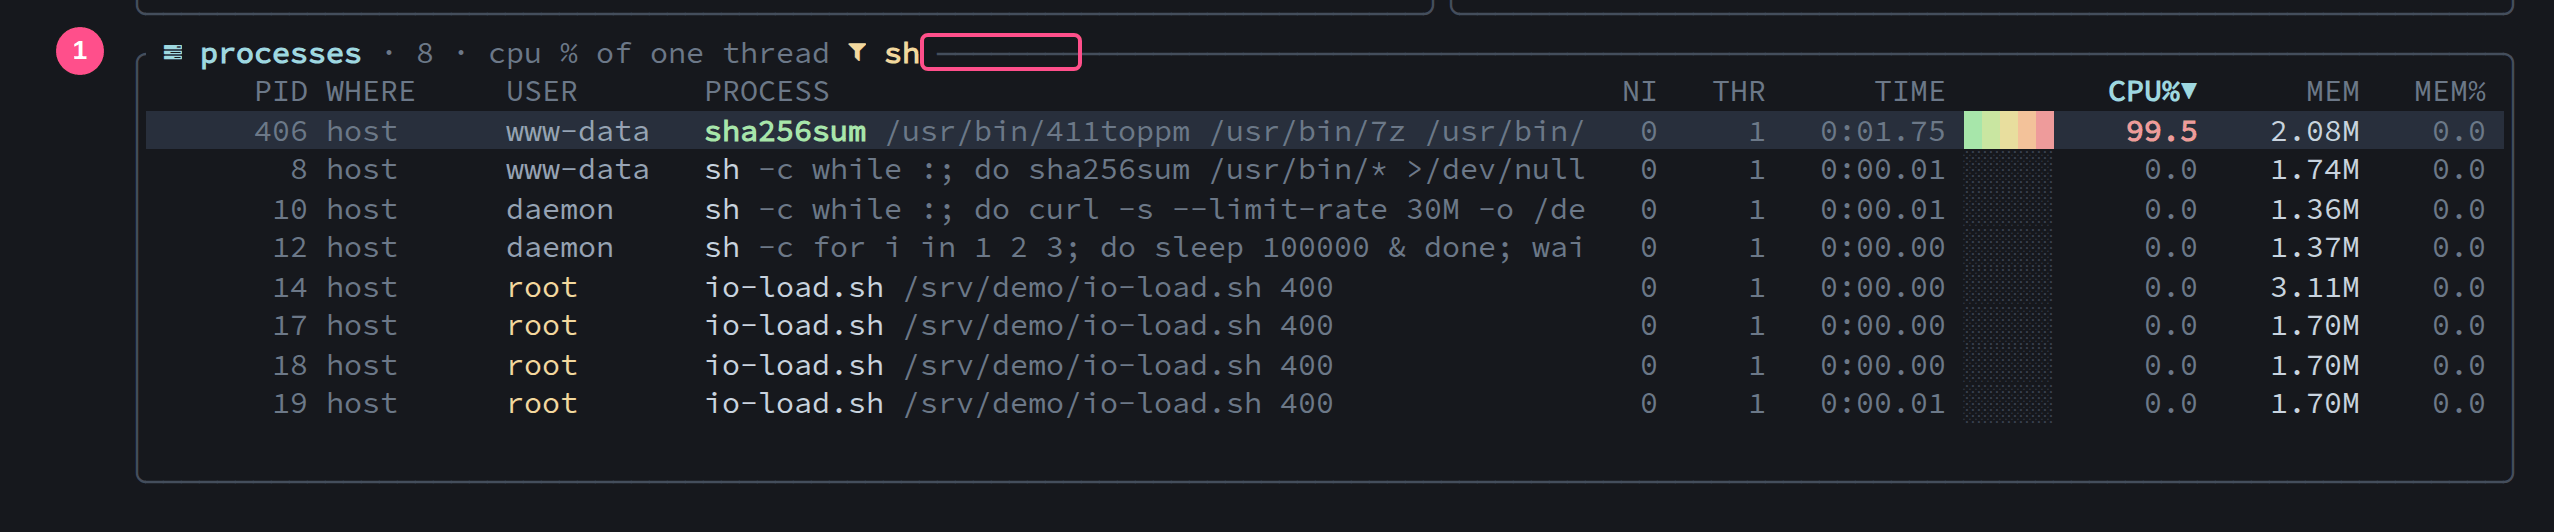 1
processes · 8 · cpu % of one thread sh
PID WHERE USER PROCESS NI THR TIME CPU%▼ MEM MEM%
406 host www-data sha256sum /usr/bin/411toppm /usr/bin/7z /usr/bin/ 0 1 0:01.75 99.5 2.08M 0.0
8 host www-data sh -c while :; do sha256sum /usr/bin/* >/dev/null 0 1 0:00.01 0.0 1.74M 0.0
10 host daemon sh -c while :; do curl -s --limit-rate 30M -o /de 0 1 0:00.01 0.0 1.36M 0.0
12 host daemon sh -c for i in 1 2 3; do sleep 100000 & done; wai 0 1 0:00.00 0.0 1.37M 0.0
14 host root io-load.sh /srv/demo/io-load.sh 400 0 1 0:00.00 0.0 3.11M 0.0
17 host root io-load.sh /srv/demo/io-load.sh 400 0 1 0:00.00 0.0 1.70M 0.0
18 host root io-load.sh /srv/demo/io-load.sh 400 0 1 0:00.00 0.0 1.70M 0.0
19 host root io-load.sh /srv/demo/io-load.sh 400 0 1 0:00.01 0.0 1.70M 0.0